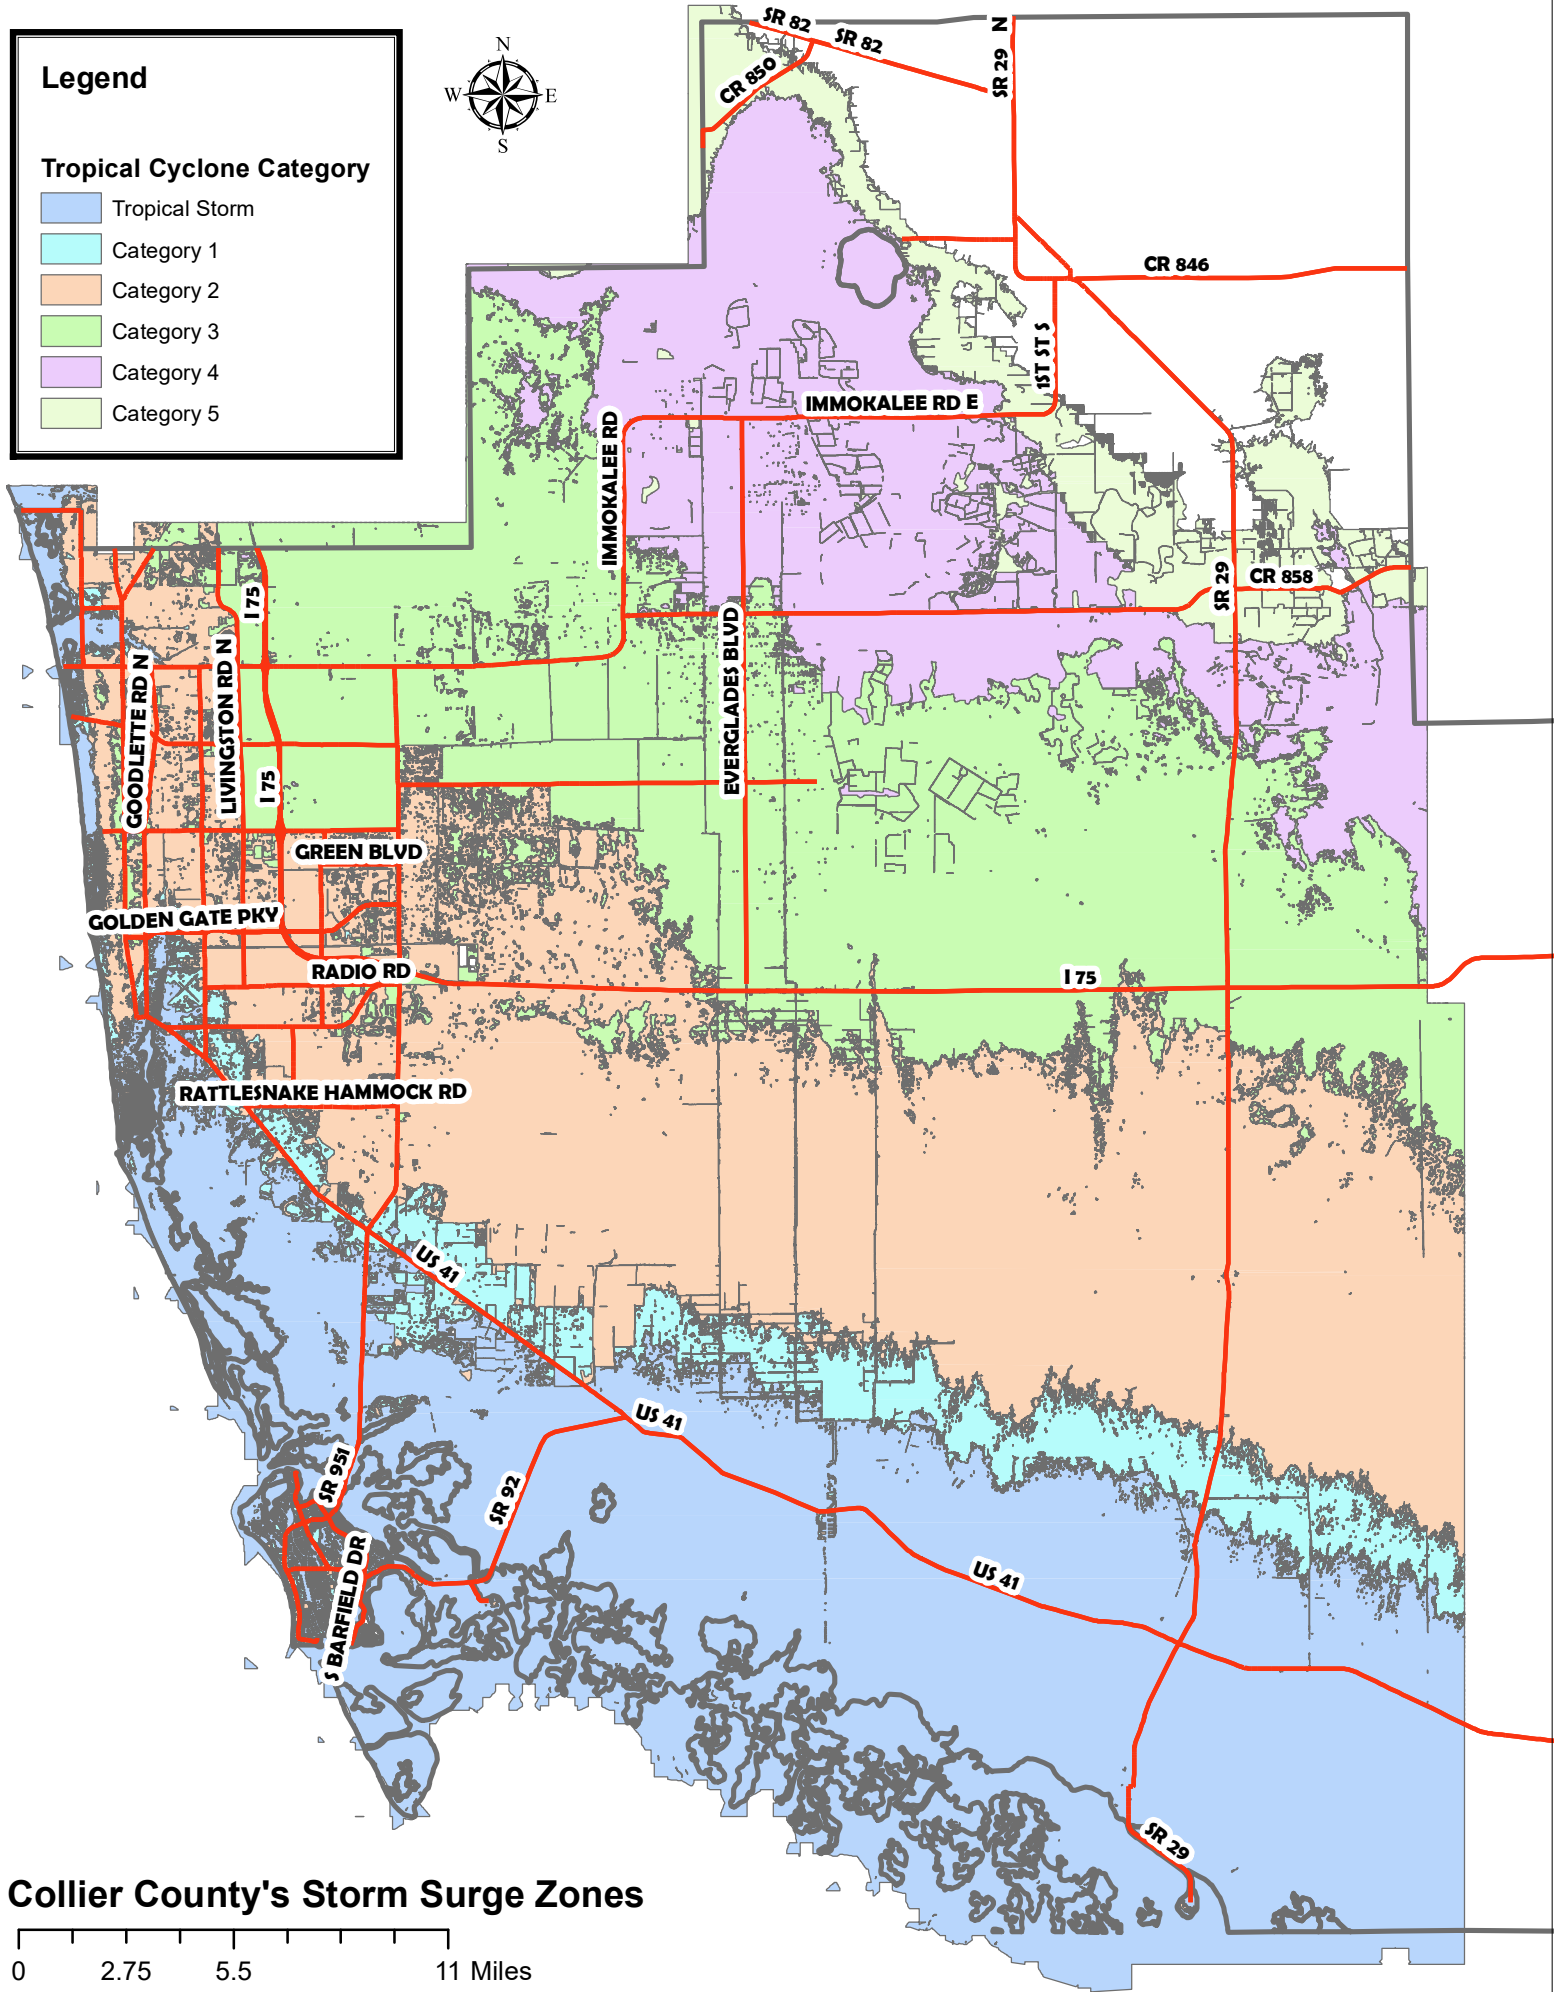 Legend
Tropical Cyclone Category
Tropical Storm
Category 1
Category 2
Category 3
Category 4
Category 5
N
W
E
S
SR 82
SR 82
SR 29 N
CR 850
CR 846
1ST ST S
IMMOKALEE RD E
IMMOKALEE RD
SR 29
CR 858
I 75
EVERGLADES BLVD
GOODLETTE RD N
LIVINGSTON RD N
I 75
GREEN BLVD
GOLDEN GATE PKY
RADIO RD
I 75
RATTLESNAKE HAMMOCK RD
US 41
US 41
SR 951
SR 92
S BARFIELD DR
US 41
SR 29
Collier County's Storm Surge Zones
0 2.75 5.5 11 Miles